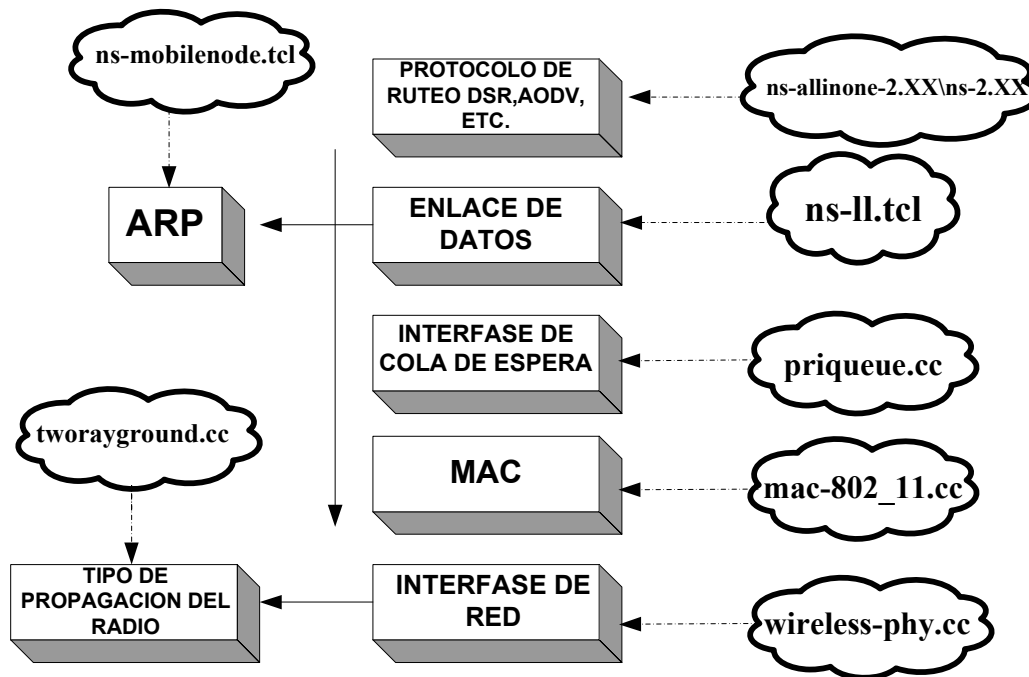 ns-mobilenode.tcl
PROTOCOLO DE
RUTEO DSR,AODV,
ETC.
ns-allinone-2.XX\ns-2.XX
ARP
ENLACE DE
DATOS
ns-ll.tcl
INTERFASE DE
COLA DE ESPERA
priqueue.cc
tworayground.cc
MAC
mac-802_11.cc
TIPO DE
PROPAGACION DEL
RADIO
INTERFASE DE
RED
wireless-phy.cc